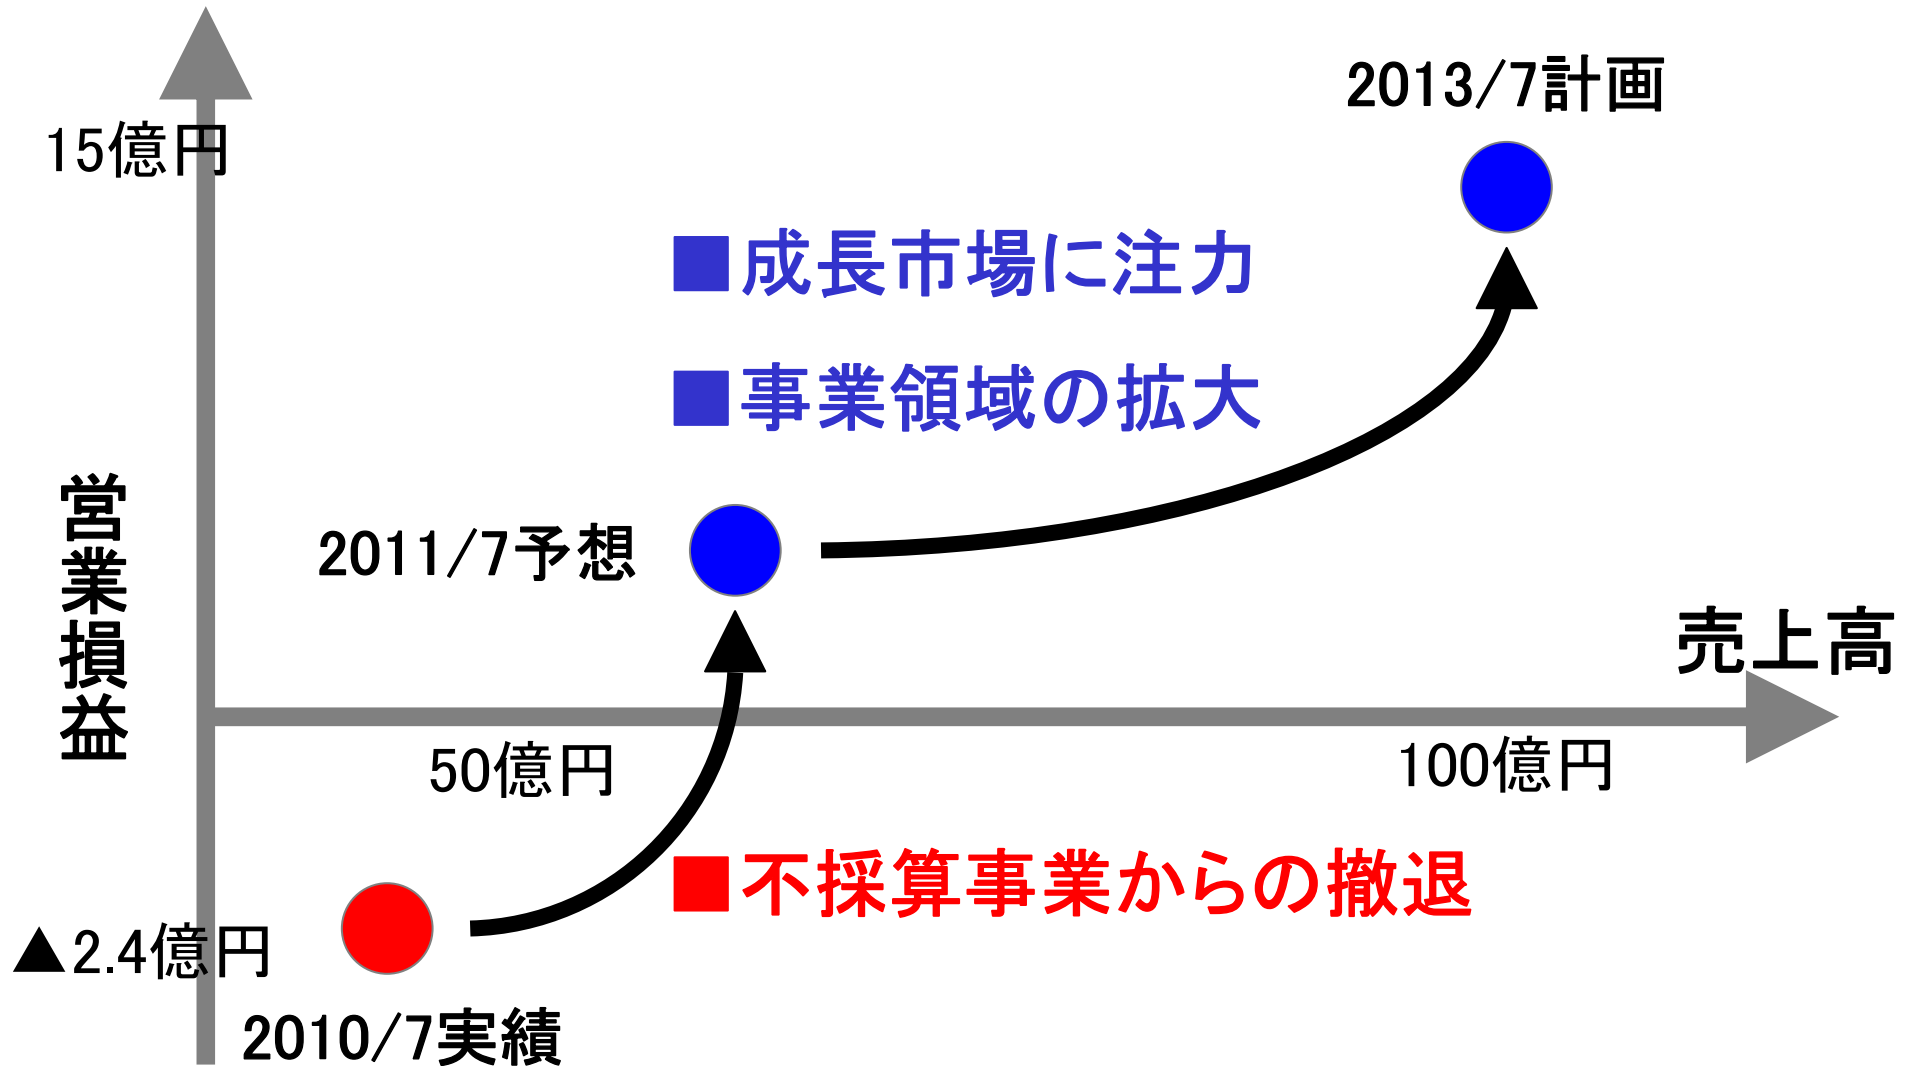 2013/7計画
15億円
■成長市場に注力
■事業領域の拡大
営業損益
2011/7予想
売上高
50億円
100億円
■不採算事業からの撤退
▲2.4億円
2010/7実績